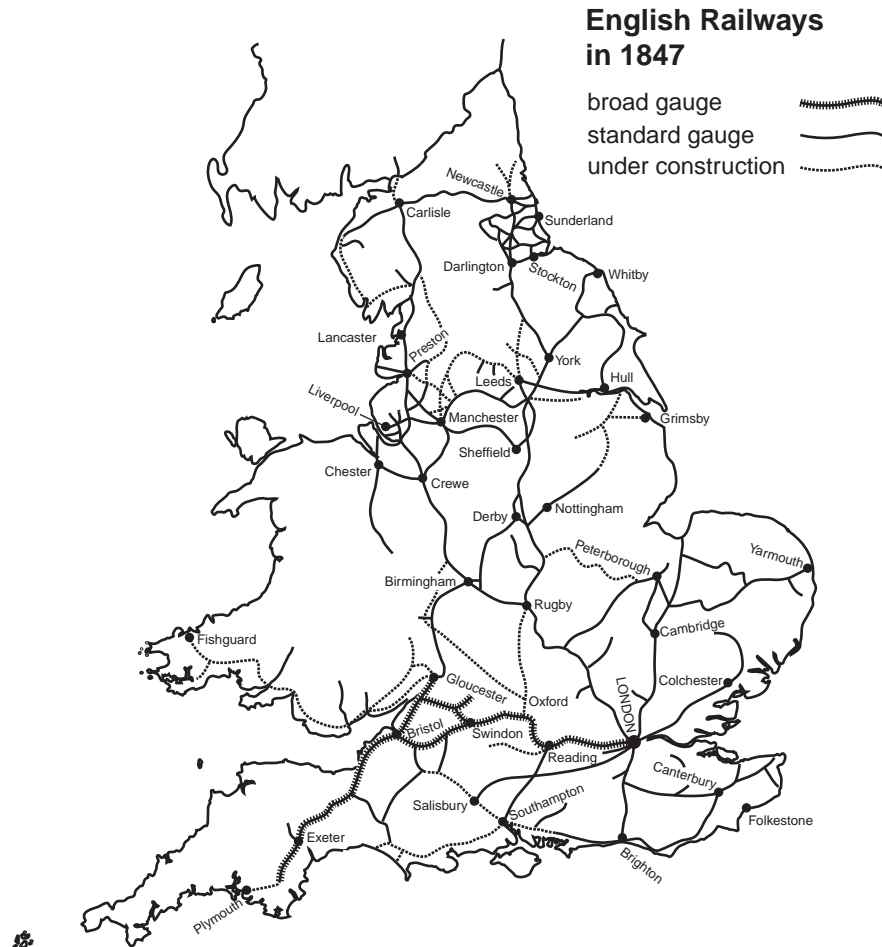 English Railways
in 1847
broad gauge
standard gauge
under construction
Newcastle
Carlisle
Sunderland
Darlington
Stockton
Whitby
Lancaster
Preston
York
Leeds
Hull
Liverpool
Manchester
Grimsby
Sheffield
Chester
Crewe
Nottingham
Derby
Peterborough
Yarmouth
Birmingham
Rugby
Cambridge
Fishguard
Gloucester
Oxford
LONDON
Colchester
Bristol
Swindon
Reading
Canterbury
Salisbury
Southampton
Folkestone
Exeter
Brighton
Plymouth